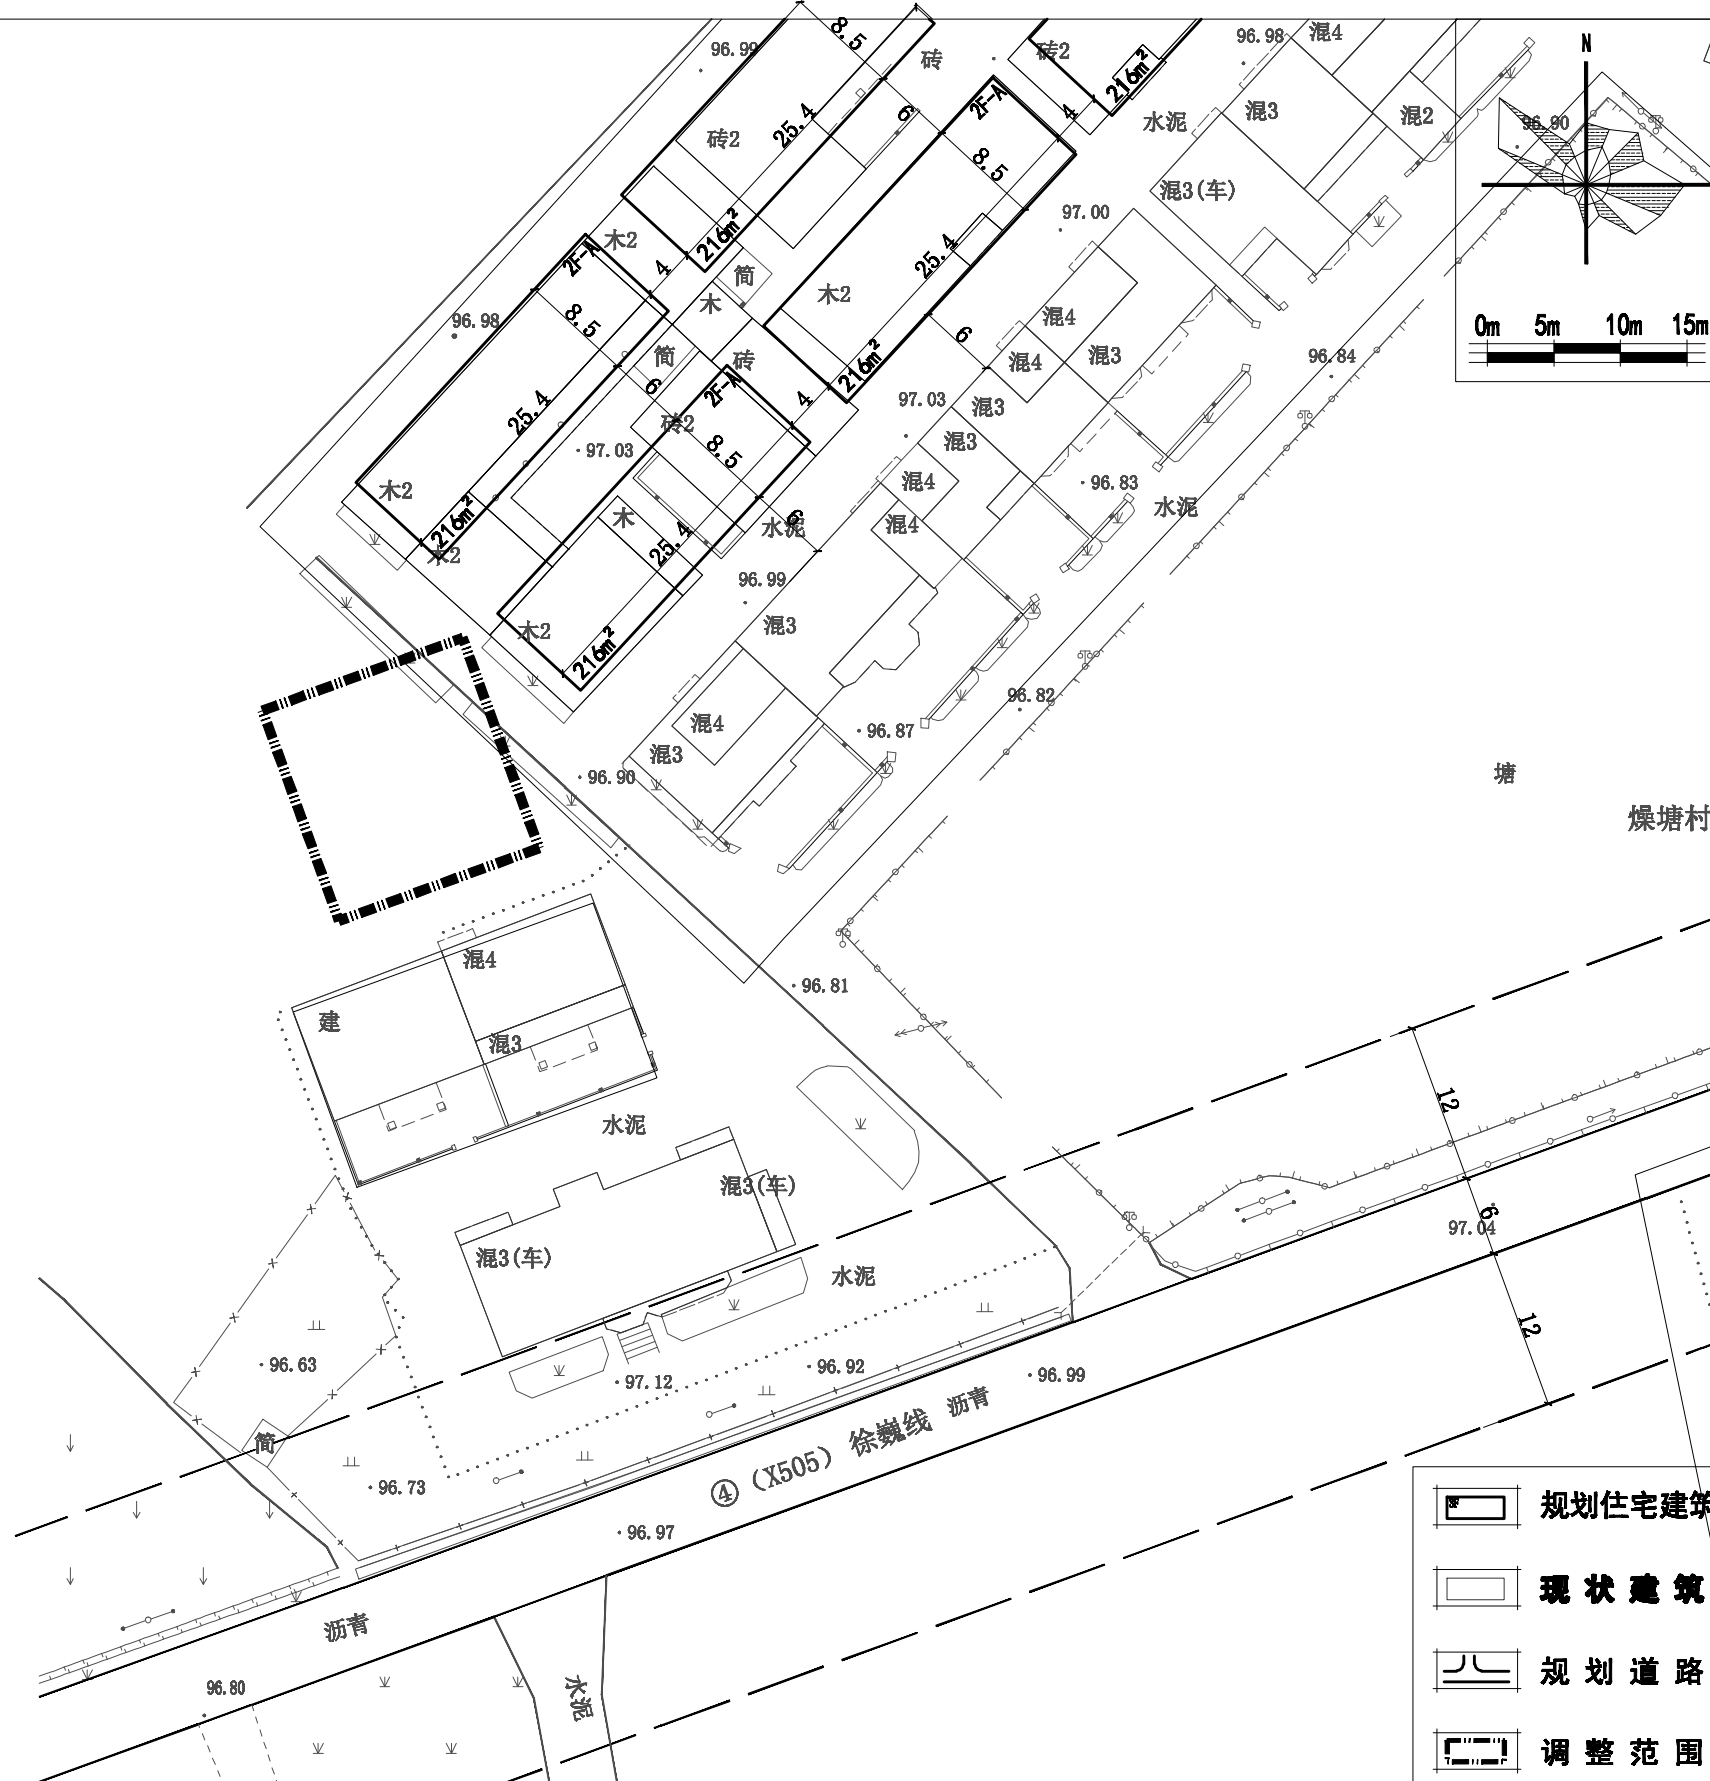 96.99
8.5
砖
砖2
216m²
96.98
混4
N
砖2
25.4
6
2F-A
4
水泥
混3
混2
96.90
8.5
混3(车)
木2
216m²
97.00
2F-A
4
简
25.4
木
木2
0m 5m 10m 15m
96.98
8.5
简
砖
6
混4
混4
混3
96.84
6
2F-A
216m²
4
97.03
混3
25.4
砖2
8.5
97.03
混3
木2
混4
96.83
216m²
木2
木
水泥
6
混4
水泥
25.4
96.99
木2
216m²
混3
96.82
混4
96.87
混3
96.90
塘
燥塘村
混4
96.81
建
混3
12
水泥
混3(车)
6
97.04
混3(车)
水泥
12
96.63
97.12
96.92
96.99
简
④ (X505) 徐巍线 沥青
96.73
96.97
规划住宅建筑
现状建筑
沥青
规划道路
96.80
水泥
调整范围